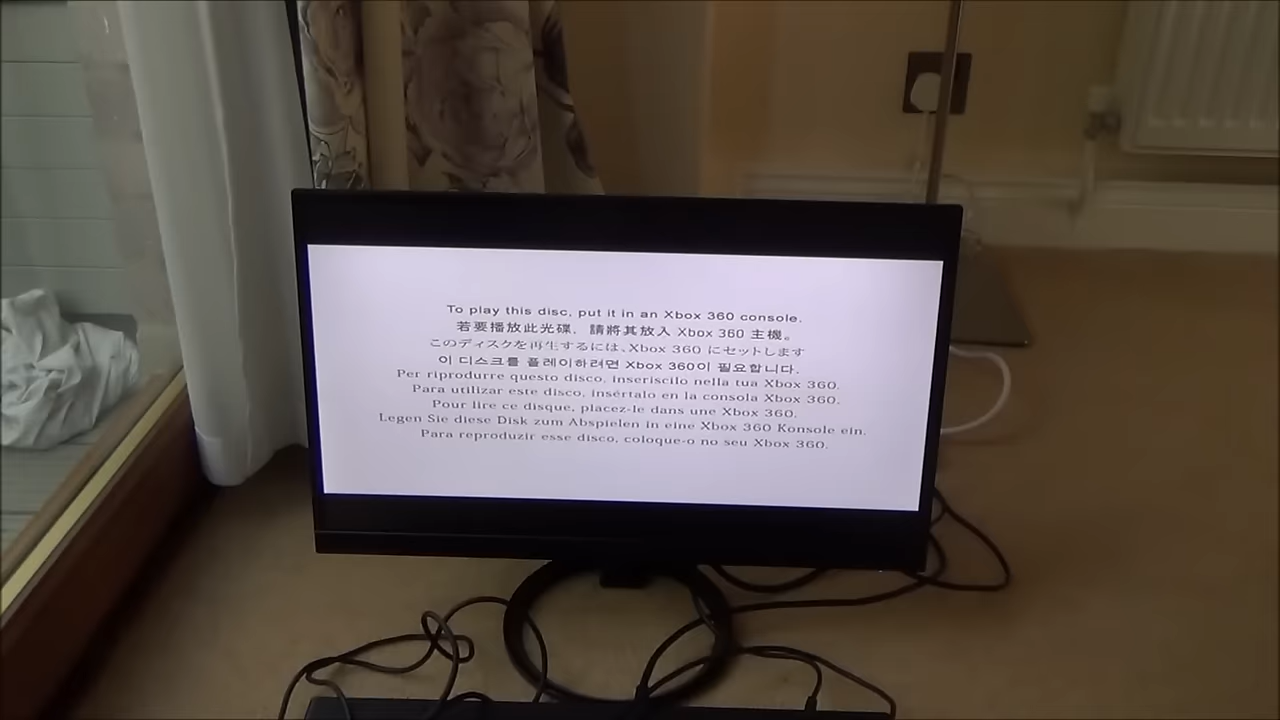 To play this disc, put it in an Xbox 360 console.
若要播放此光碟，請將其放入 Xbox 360 主機。
このディスクを再生するには、Xbox 360 にセットします
이 디스크를 플레이하려면 Xbox 360이 필요합니다.
Per riprodurre questo disco, inseriscilo nella tua Xbox 360.
Para utilizar este disco, insértalo en la consola Xbox 360.
Pour lire ce disque, placez-le dans une Xbox 360.
Legen Sie diese Disk zum Abspielen in eine Xbox 360 Konsole ein.
Para reproduzir esse disco, coloque-o no seu Xbox 360.